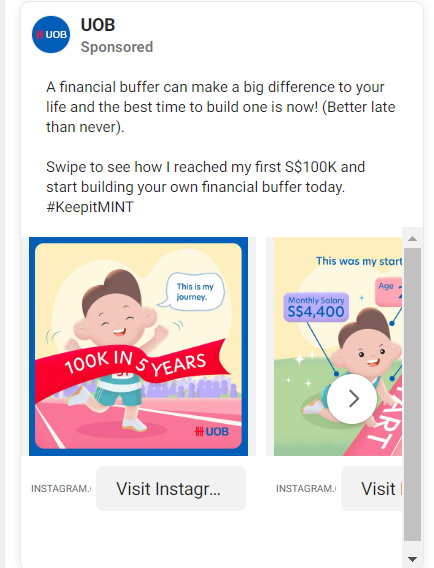 UOB
UOB
Sponsored
A financial buffer can make a big difference to your
life and the best time to build one is now! (Better late
than never).
Swipe to see how I reached my first S$100K and
start building your own financial buffer today.
#KeepitMINT
This is my
journey.
100K IN 5 YEARS
UOB
This was my start
Age
Monthly Salary
S$4,400
START
INSTAGRAM.
Visit Instagr...
INSTAGRAM.
Visit